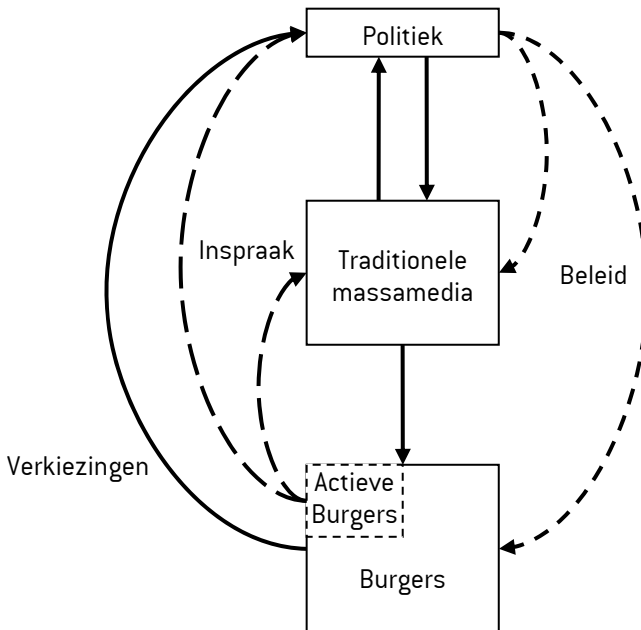 Politiek
Inspraak
Traditionele
massamedia
Beleid
Verkiezingen
Actieve
Burgers
Burgers